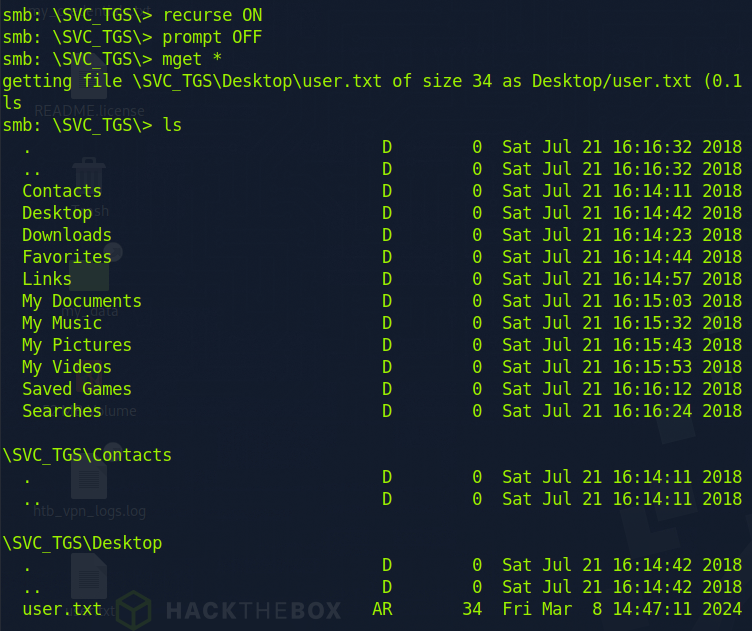 smb: \SVC_TGS\> recurse ON
smb: \SVC_TGS\> prompt OFF
smb: \SVC_TGS\> mget *
getting file \SVC_TGS\Desktop\user.txt of size 34 as Desktop/user.txt (0.1
ls
README.license
smb: \SVC_TGS\> ls
. D 0 Sat Jul 21 16:16:32 2018
.. D 0 Sat Jul 21 16:16:32 2018
Contacts D 0 Sat Jul 21 16:14:11 2018
Desktop D 0 Sat Jul 21 16:14:42 2018
Downloads D 0 Sat Jul 21 16:14:23 2018
Favorites D 0 Sat Jul 21 16:14:44 2018
Links D 0 Sat Jul 21 16:14:57 2018
My Documents D 0 Sat Jul 21 16:15:03 2018
my_data
My Music D 0 Sat Jul 21 16:15:32 2018
My Pictures D 0 Sat Jul 21 16:15:43 2018
My Videos D 0 Sat Jul 21 16:15:53 2018
Saved Games D 0 Sat Jul 21 16:16:12 2018
Searches D 0 Sat Jul 21 16:16:24 2018
\SVC_TGS\Contacts
. D 0 Sat Jul 21 16:14:11 2018
.. D 0 Sat Jul 21 16:14:11 2018
htb_vpn_logs.log
\SVC_TGS\Desktop
. D 0 Sat Jul 21 16:14:42 2018
.. D 0 Sat Jul 21 16:14:42 2018
user.txt AR 34 Fri Mar 8 14:47:11 2024
HACKTHEBOX